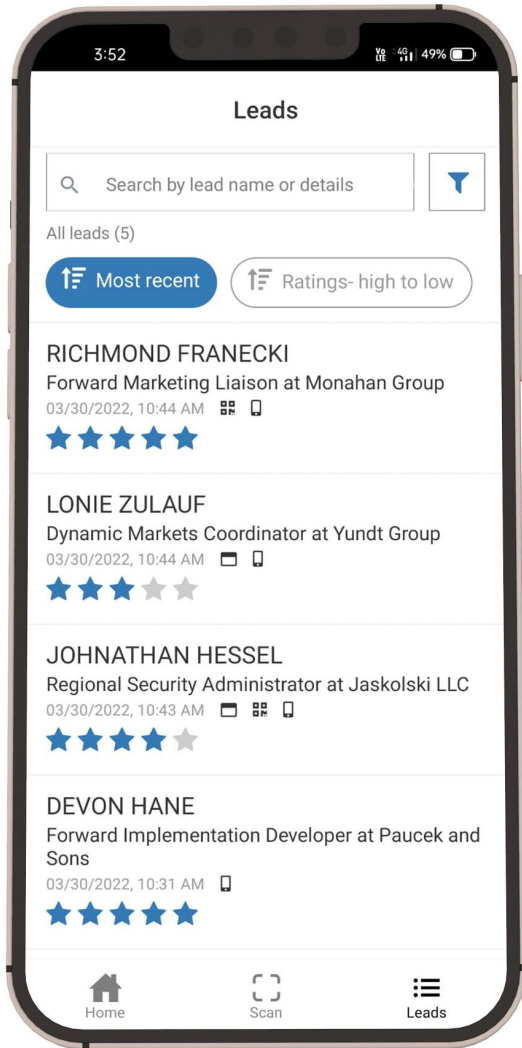 3:52
Vo LTE 4G 49%
Leads
Search by lead name or details
All leads (5)
Most recent
Ratings- high to low
RICHMOND FRANECKI
Forward Marketing Liaison at Monahan Group
03/30/2022, 10:44 AM
LONIE ZULAUF
Dynamic Markets Coordinator at Yundt Group
03/30/2022, 10:44 AM
JOHNATHAN HESSEL
Regional Security Administrator at Jaskolski LLC
03/30/2022, 10:43 AM
DEVON HANE
Forward Implementation Developer at Paucek and
Sons
03/30/2022, 10:31 AM
Home
Scan
Leads